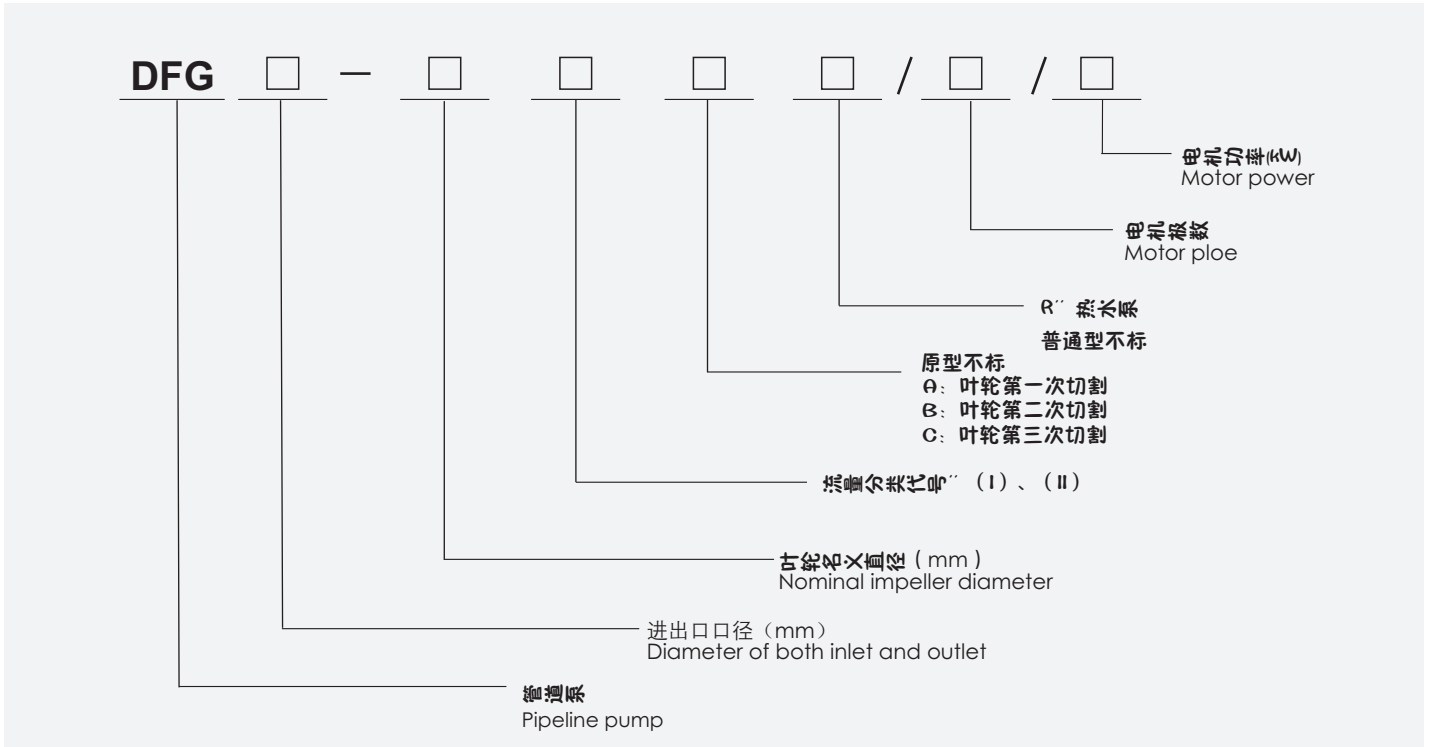 DFG □ — □ □ □ □ / □ / □
电机功率(kW)
Motor power
电机极数
Motor ploe
R″ 热水泵
普通型不标
原型不标
A：叶轮第一次切割
B：叶轮第二次切割
C：叶轮第三次切割
流量分类代号″（I）、（II）
叶轮名义直径（mm）
Nominal impeller diameter
进出口口径（mm）
Diameter of both inlet and outlet
管道泵
Pipeline pump